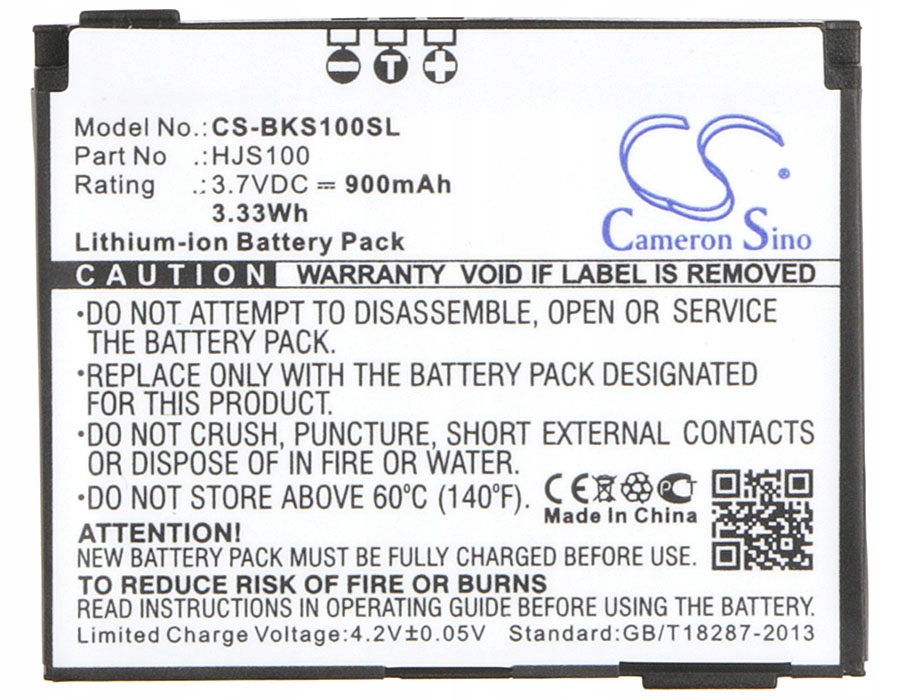 T
Model No.:CS-BKS100SL
Part No .:HJS100
Rating .:3.7VDC ⎓ 900mAh
3.33Wh
Lithium-ion Battery Pack
CS
Cameron Sino
CAUTION WARRANTY VOID IF LABEL IS REMOVED
•DO NOT ATTEMPT TO DISASSEMBLE, OPEN OR SERVICE
THE BATTERY PACK.
•REPLACE ONLY WITH THE BATTERY PACK DESIGNATED
FOR THIS PRODUCT.
•DO NOT CRUSH, PUNCTURE, SHORT EXTERNAL CONTACTS
OR DISPOSE OF IN FIRE OR WATER.
•DO NOT STORE ABOVE 60°C (140°F).
CE PCT
Made In China
ATTENTION!
NEW BATTERY PACK MUST BE FULLY CHARGED BEFORE USE.
TO REDUCE RISK OF FIRE OR BURNS
READ INSTRUCTIONS IN OPERATING GUIDE BEFORE USING THE BATTERY.
Limited Charge Voltage:4.2V±0.05V Standard:GB/T18287-2013